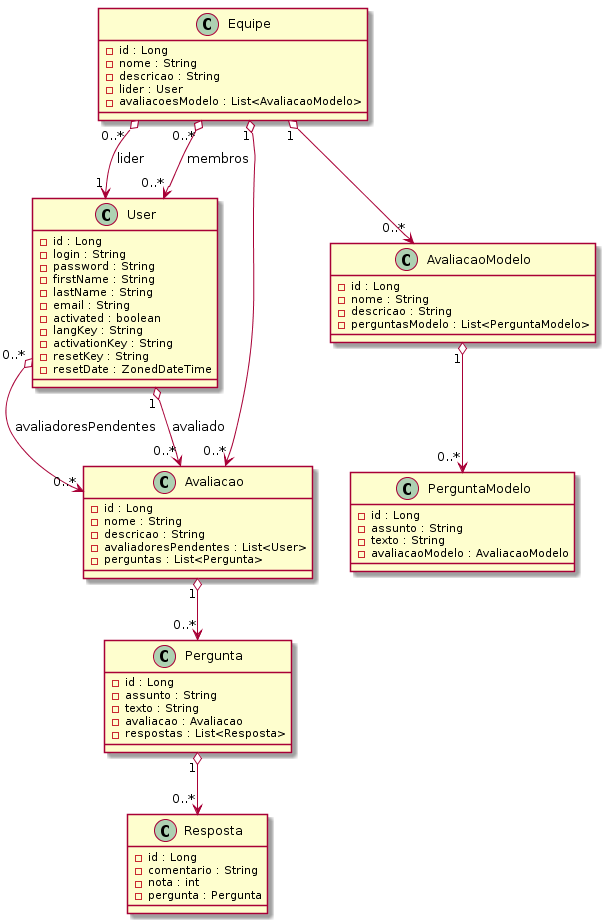 C Equipe
id : Long
nome : String
descricao : String
lider : User
avaliacoesModelo : List<AvaliacaoModelo>
0..* 0..* 1 1
lider membros
1 0..* 0..*
C User
id : Long
login : String
password : String
firstName : String
lastName : String
email : String
activated : boolean
langKey : String
activationKey : String
resetKey : String
resetDate : ZonedDateTime
C AvaliacaoModelo
id : Long
nome : String
descricao : String
perguntasModelo : List<PerguntaModelo>
0..* 1 1
avaliadoresPendentes avaliado
0..* 0..* 0..* 0..*
C Avaliacao
id : Long
nome : String
descricao : String
avaliadoresPendentes : List<User>
perguntas : List<Pergunta>
C PerguntaModelo
id : Long
assunto : String
texto : String
avaliacaoModelo : AvaliacaoModelo
1
0..*
C Pergunta
id : Long
assunto : String
texto : String
avaliacao : Avaliacao
respostas : List<Resposta>
1
0..*
C Resposta
id : Long
comentario : String
nota : int
pergunta : Pergunta